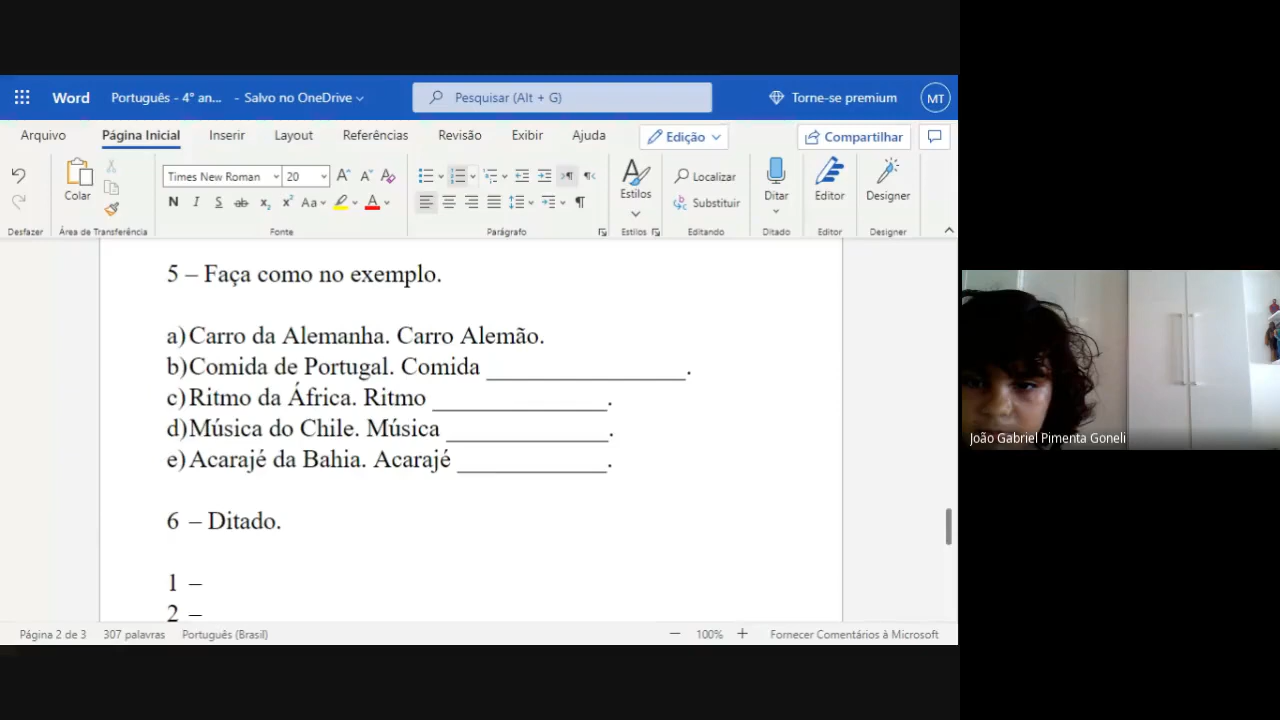 Word Português - 4° an... - Salvo no OneDrive Pesquisar (Alt + G) Torne-se premium MT
Arquivo Página Inicial Inserir Layout Referências Revisão Exibir Ajuda Edição Compartilhar
Colar Times New Roman 20 Estilos Localizar Substituir Ditar Editor Designer
Desfazer Área de Transferência Fonte Parágrafo Estilos Editando Ditado Editor Designer
5 – Faça como no exemplo.
a) Carro da Alemanha. Carro Alemão.
b) Comida de Portugal. Comida ________________.
c) Ritmo da África. Ritmo ______________.
d) Música do Chile. Música _____________.
e) Acarajé da Bahia. Acarajé ____________.
6 – Ditado.
1 –
2 –
Página 2 de 3 307 palavras Português (Brasil) 100% Fornecer Comentários à Microsoft
João Gabriel Pimenta Goneli